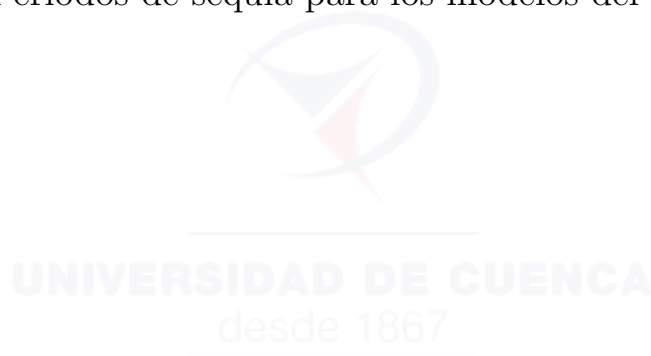 eriodos de sequía para los modelos del
UNIVERSIDAD DE CUENCA
desde 1867